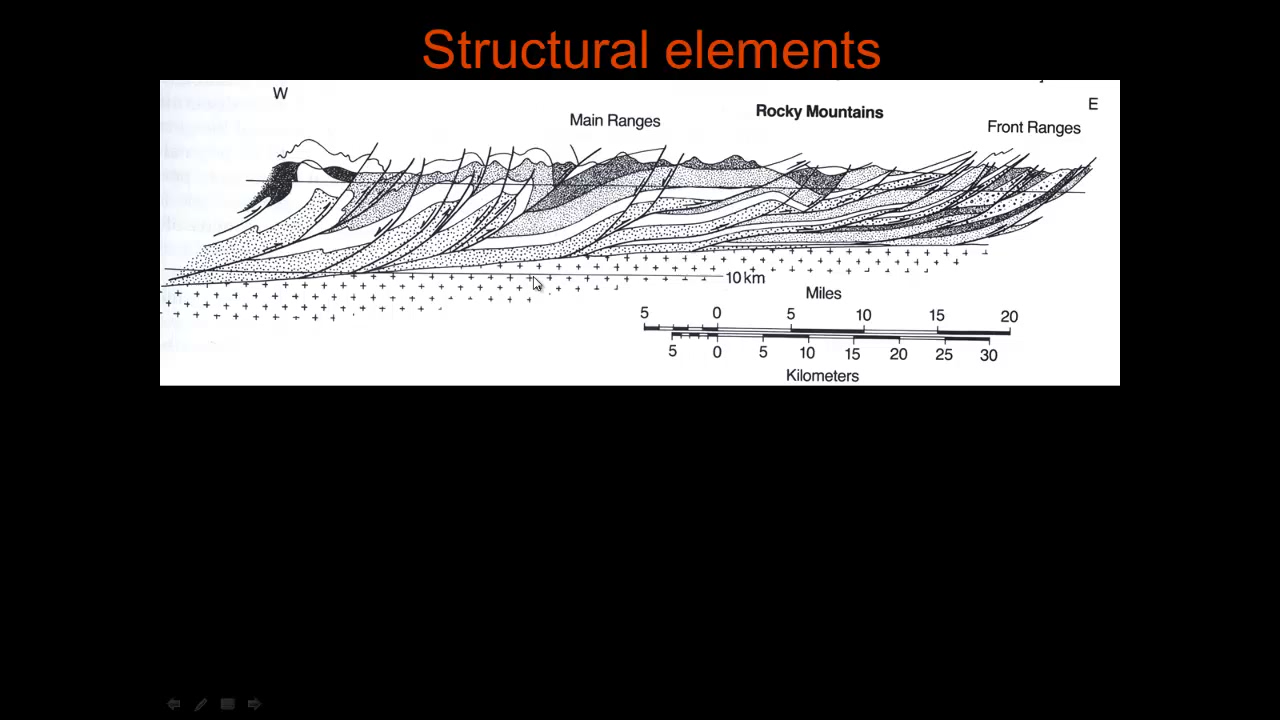 Structural elements
W
E
Rocky Mountains
Main Ranges
Front Ranges
10 km
Miles
5 0 5 10 15 20
5 0 5 10 15 20 25 30
Kilometers